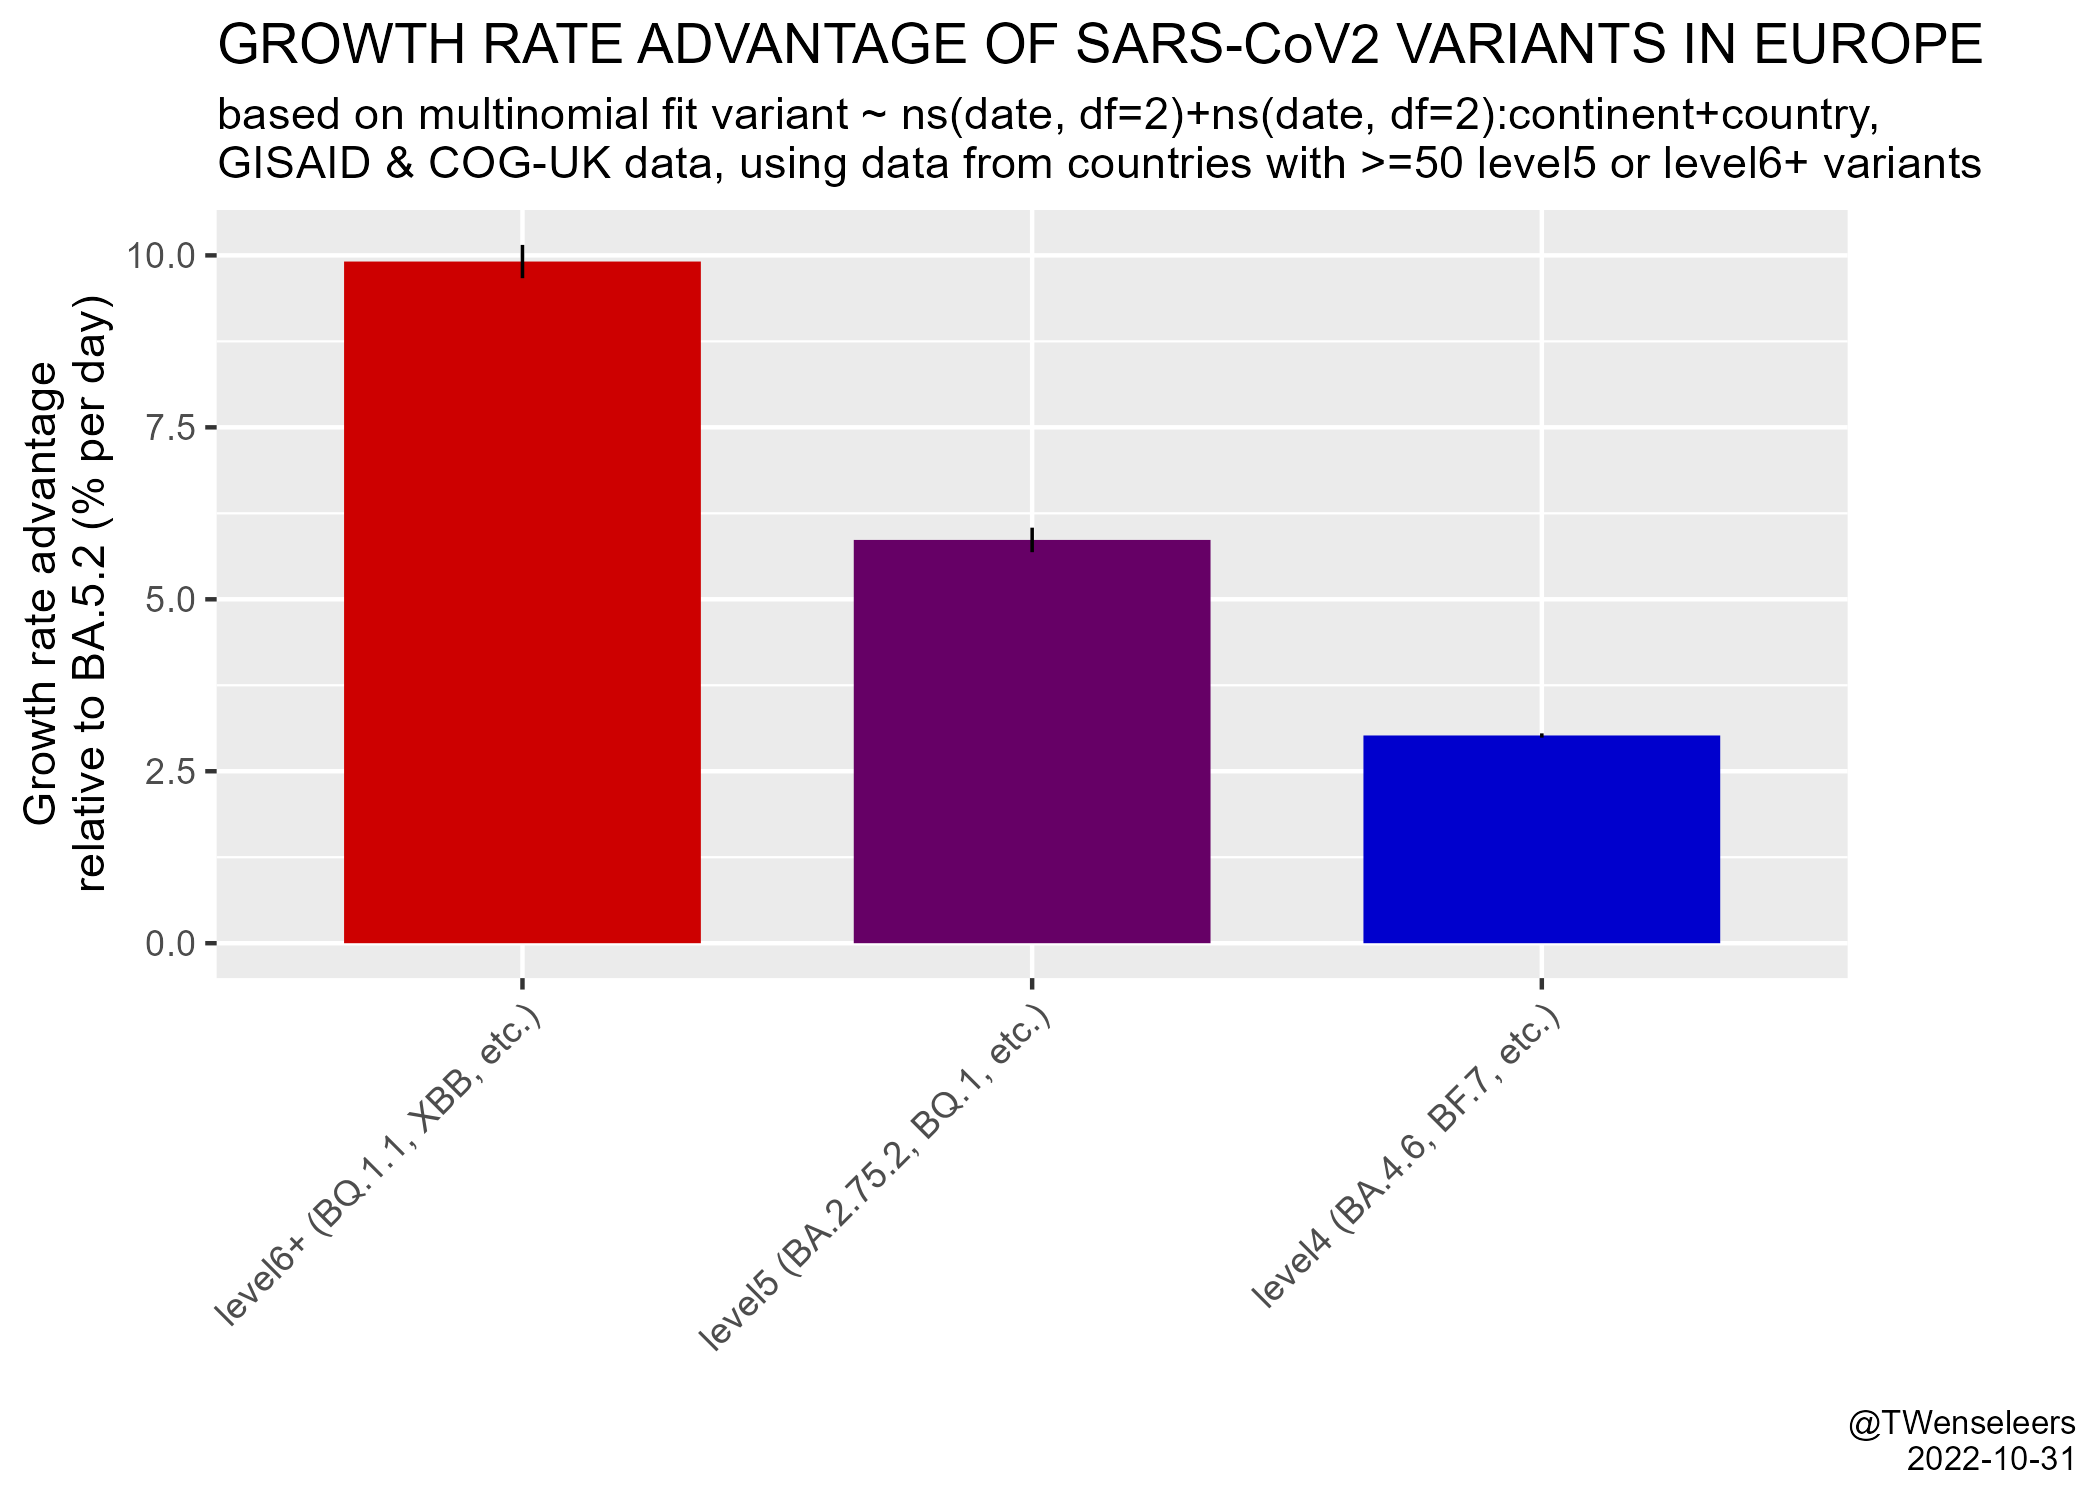 GROWTH RATE ADVANTAGE OF SARS-CoV2 VARIANTS IN EUROPE
based on multinomial fit variant ~ ns(date, df=2)+ns(date, df=2):continent+country,
GISAID & COG-UK data, using data from countries with >=50 level5 or level6+ variants
Growth rate advantage
relative to BA.5.2 (% per day)
10.0
7.5
5.0
2.5
0.0
level6+ (BQ.1.1, XBB, etc.)
level5 (BA.2.75.2, BQ.1, etc.)
level4 (BA.4.6, BF.7, etc.)
@TWenseleers
2022-10-31